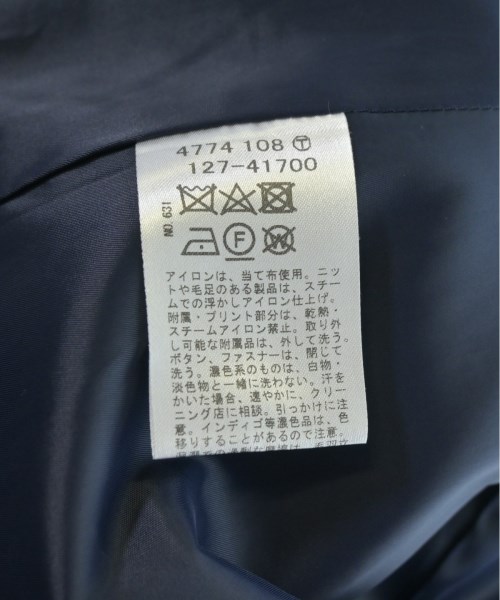 4774 108 Ⓣ
127-41700
NO.631
F W
アイロンは、当て布使用。ニッ
トや毛足のある製品は、スチー
ムでの浮かしアイロン仕上げ。
附属・プリント部分は、乾熱・
スチームアイロン禁止。取り外
し可能な附属品は、外して洗う。
ボタン、ファスナーは、閉じて
洗う。濃色系のものは、白物・
淡色物と一緒に洗わない。汗を
かいた場合、速やかに、クリー
ニング店に相談。引っかけに注
意。インディゴ等濃色品は、色
移りすることがあるので注意。